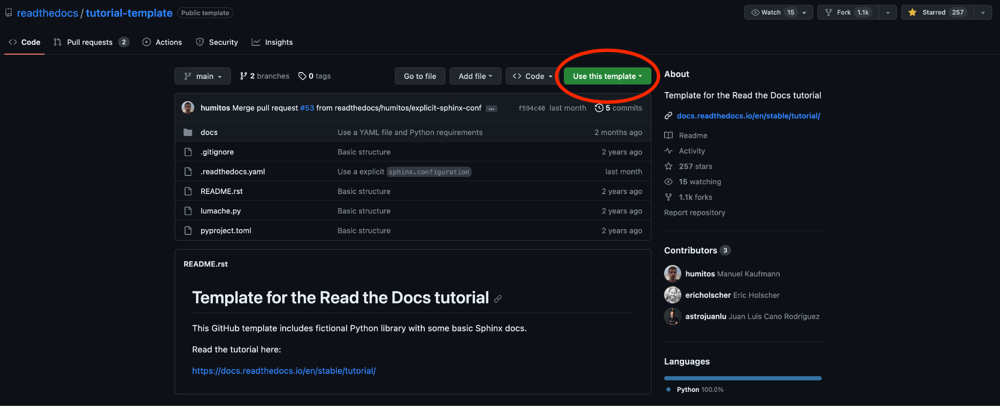 readthedocs / tutorial-template Public template
Watch 15 Fork 1.1k Starred 257
Code Pull requests 2 Actions Security Insights
main 2 branches 0 tags Go to file Add file Code Use this template
humitos Merge pull request #53 from readthedocs/humitos/explicit-sphinx-conf ... f594c40 last month 5 commits
docs Use a YAML file and Python requirements 2 months ago
.gitignore Basic structure 2 years ago
.readthedocs.yaml Use a explicit sphinx.configuration last month
README.rst Basic structure 2 years ago
lumache.py Basic structure 2 years ago
pyproject.toml Basic structure 2 years ago
README.rst
Template for the Read the Docs tutorial
This GitHub template includes fictional Python library with some basic Sphinx docs.
Read the tutorial here:
https://docs.readthedocs.io/en/stable/tutorial/
About
Template for the Read the Docs tutorial
docs.readthedocs.io/en/stable/tutorial/
Readme
Activity
257 stars
15 watching
1.1k forks
Report repository
Contributors 3
humitos Manuel Kaufmann
ericholscher Eric Holscher
astrojuanlu Juan Luis Cano Rodríguez
Languages
Python 100.0%